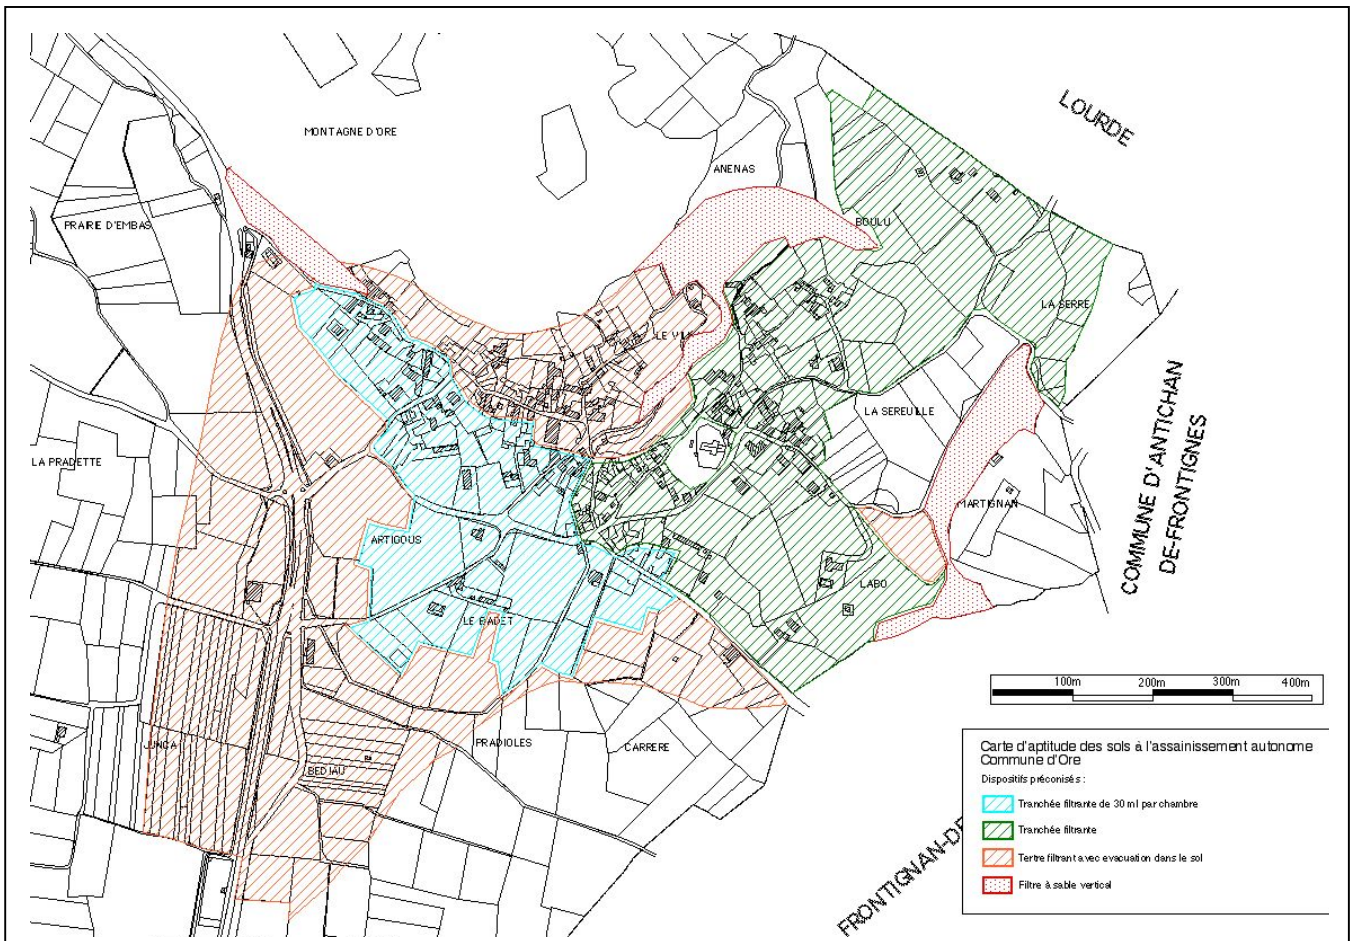 LOURDE
MONTAGNE D'ORE
ANENAS
PRAIRIE D'EMBAS
BOULU
LA SERRE
LE VIL
LA SEREUILLE
COMMUNE D'ANTICHAN
DE-FRONTIGNES
LA PRADETTE
MARTIGNAN
ARTIGOUS
LABO
LE BADET
100m 200m 300m 400m
JUNCA
PRADIOLES
CARRERE
BEDIAU
Carte d'aptitude des sols à l'assainissement autonome
Commune d'Ore
Dispositifs préconisés :
Tranchée filtrante de 30 ml par chambre
Tranchée filtrante
Tertre filtrant avec evacuation dans le sol
Filtre à sable vertical
FRONTIGNAN-DE